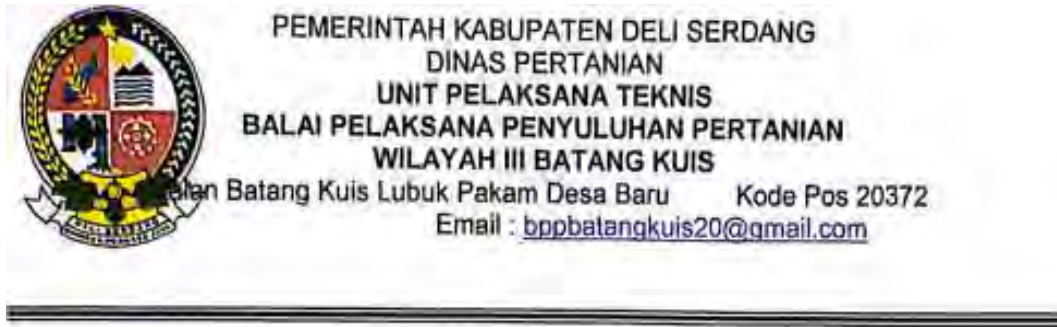 PEMERINTAH KABUPATEN DELI SERDANG
DINAS PERTANIAN
UNIT PELAKSANA TEKNIS
BALAI PELAKSANA PENYULUHAN PERTANIAN
WILAYAH III BATANG KUIS
Batang Kuis Lubuk Pakam Desa Baru Kode Pos 20372
Email : bppbatangkuis20@gmail.com